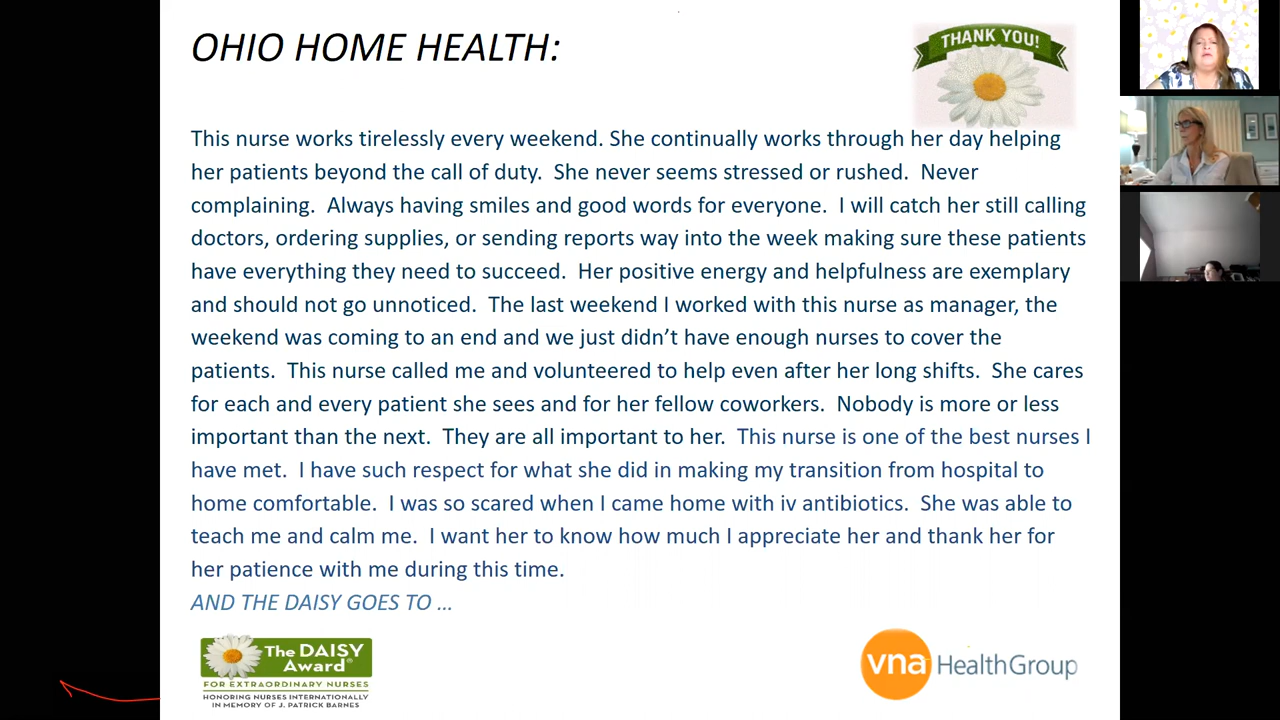 OHIO HOME HEALTH:
THANK YOU!
This nurse works tirelessly every weekend. She continually works through her day helping
her patients beyond the call of duty.  She never seems stressed or rushed.  Never
complaining.  Always having smiles and good words for everyone.  I will catch her still calling
doctors, ordering supplies, or sending reports way into the week making sure these patients
have everything they need to succeed.  Her positive energy and helpfulness are exemplary
and should not go unnoticed.  The last weekend I worked with this nurse as manager, the
weekend was coming to an end and we just didn’t have enough nurses to cover the
patients.  This nurse called me and volunteered to help even after her long shifts.  She cares
for each and every patient she sees and for her fellow coworkers.  Nobody is more or less
important than the next.  They are all important to her.  This nurse is one of the best nurses I
have met.  I have such respect for what she did in making my transition from hospital to
home comfortable.  I was so scared when I came home with iv antibiotics.  She was able to
teach me and calm me.  I want her to know how much I appreciate her and thank her for
her patience with me during this time.
AND THE DAISY GOES TO …
The DAISY
Award®
FOR EXTRAORDINARY NURSES
HONORING NURSES INTERNATIONALLY
IN MEMORY OF J. PATRICK BARNES
vna HealthGroup